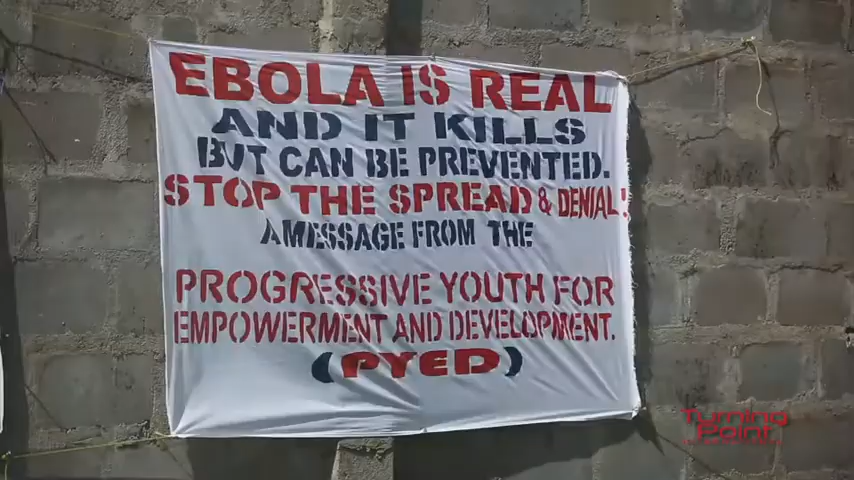 EBOLA IS REAL
AND IT KILLS
BUT CAN BE PREVENTED.
STOP THE SPREAD & DENIAL!
A MESSAGE FROM THE
PROGRESSIVE YOUTH FOR
EMPOWERMENT AND DEVELOPMENT.
(PYED)
Turning
Point